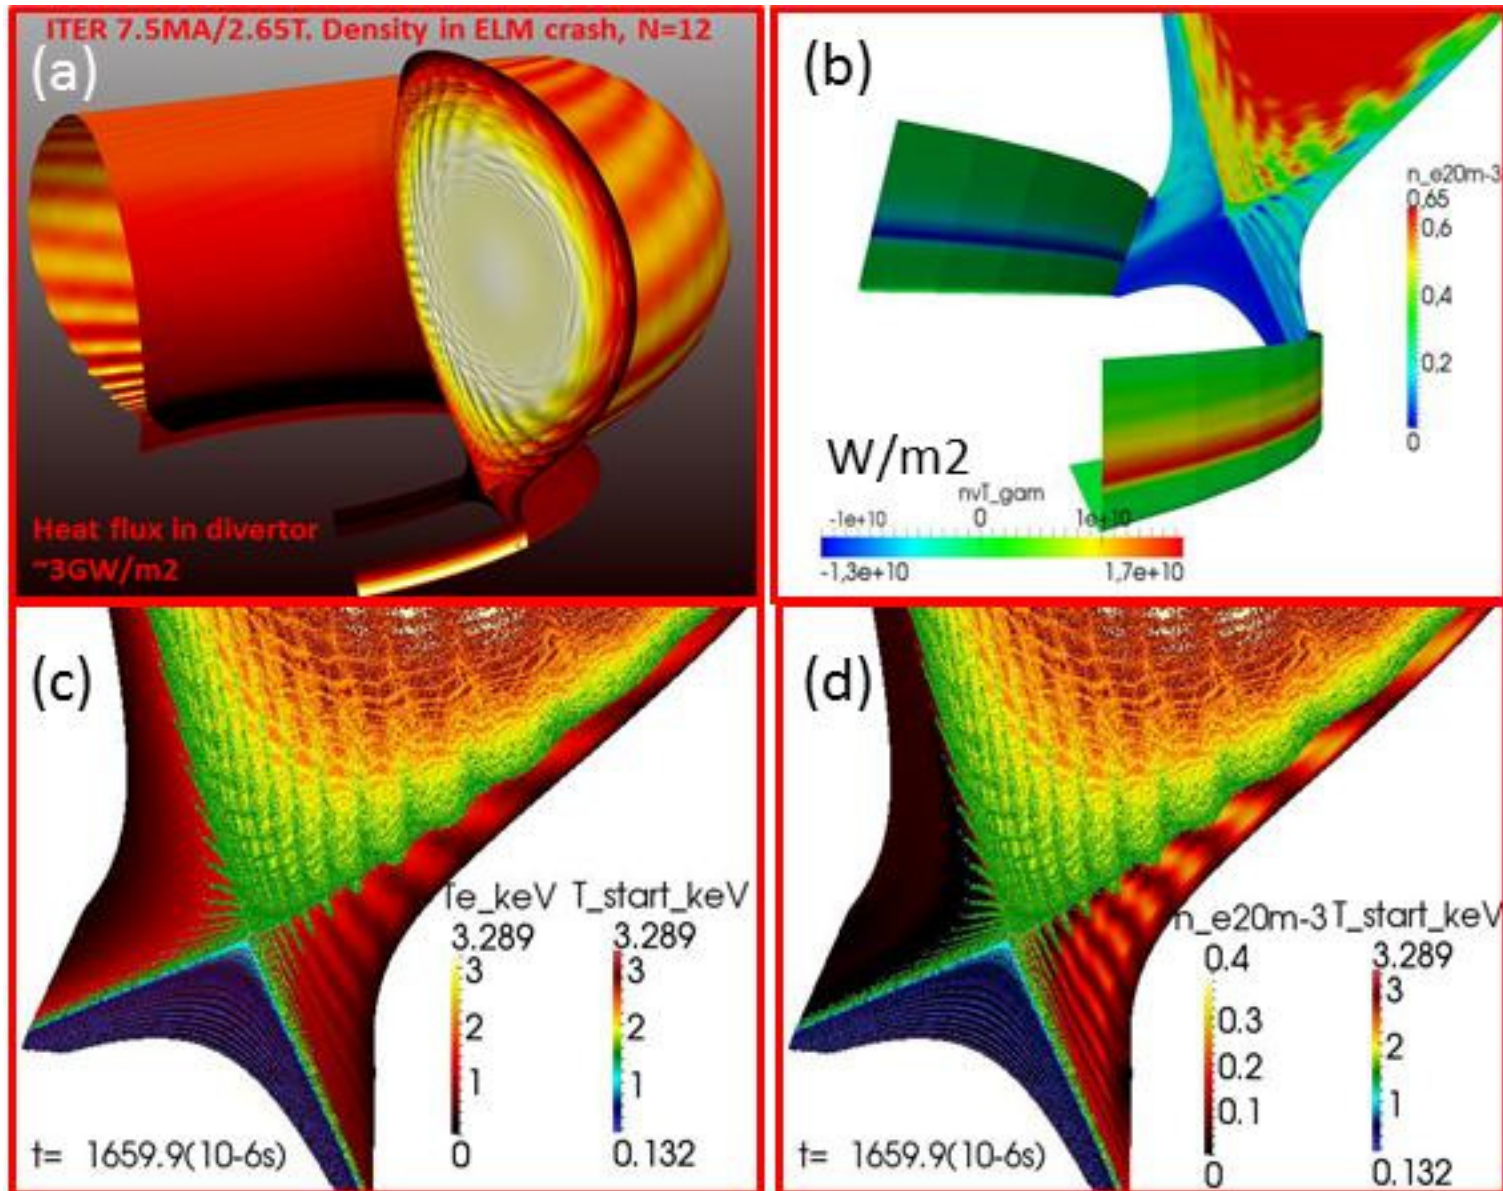 ITER 7.5MA/2.65T. Density in ELM crash, N=12
(a)
Heat flux in divertor
~3GW/m2
(b)
n_e20m-3
0,65
0,6
0,4
0,2
0
W/m2
nvT_gam
-1e+10 0 1e+10
-1,3e+10 1,7e+10
(c)
Te_keV T_start_keV
3.289 3.289
3 3
2 2
1 1
0 0.132
t= 1659.9(10-6s)
(d)
n_e20m-3 T_start_keV
0.4 3.289
3
0.3
2
0.2
0.1 1
0 0.132
t= 1659.9(10-6s)